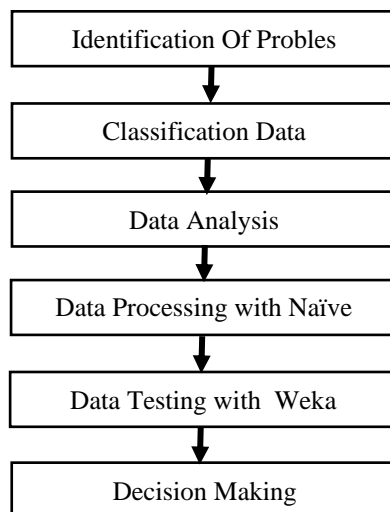 Identification Of Probles
Classification Data
Data Analysis
Data Processing with Naïve
Data Testing with Weka
Decision Making